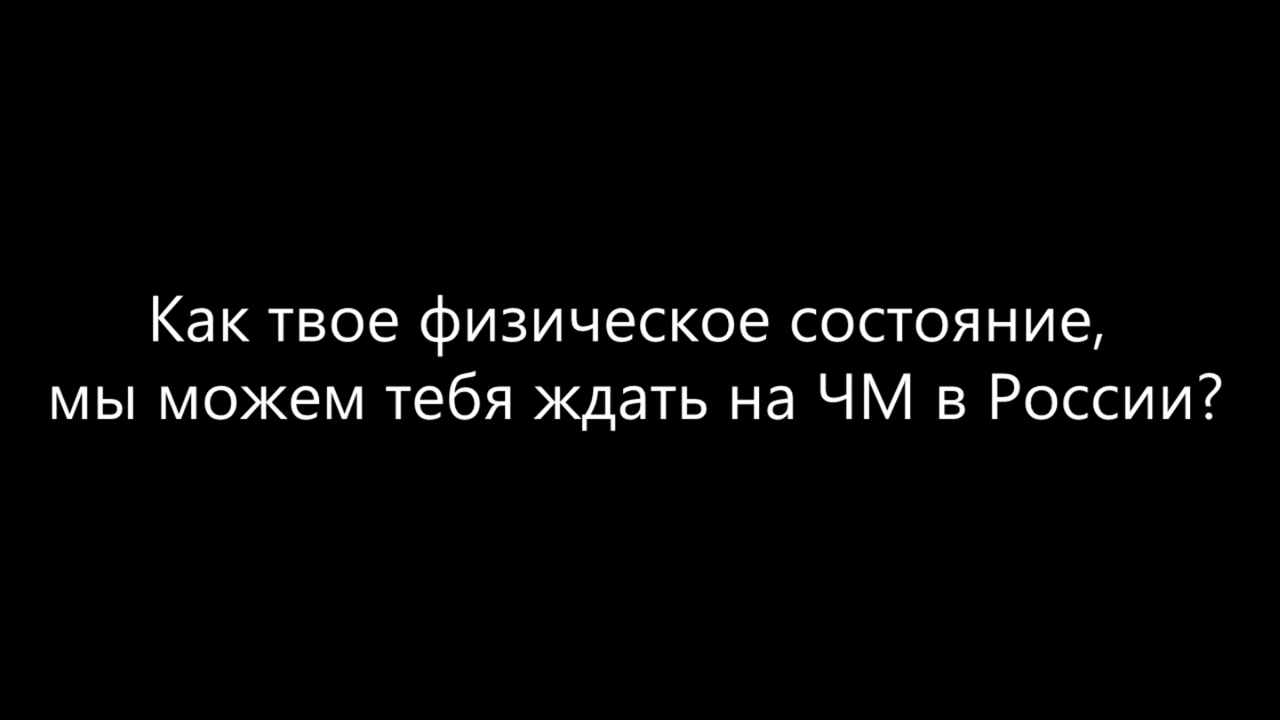 Как твое физическое состояние,
мы можем тебя ждать на ЧМ в России?